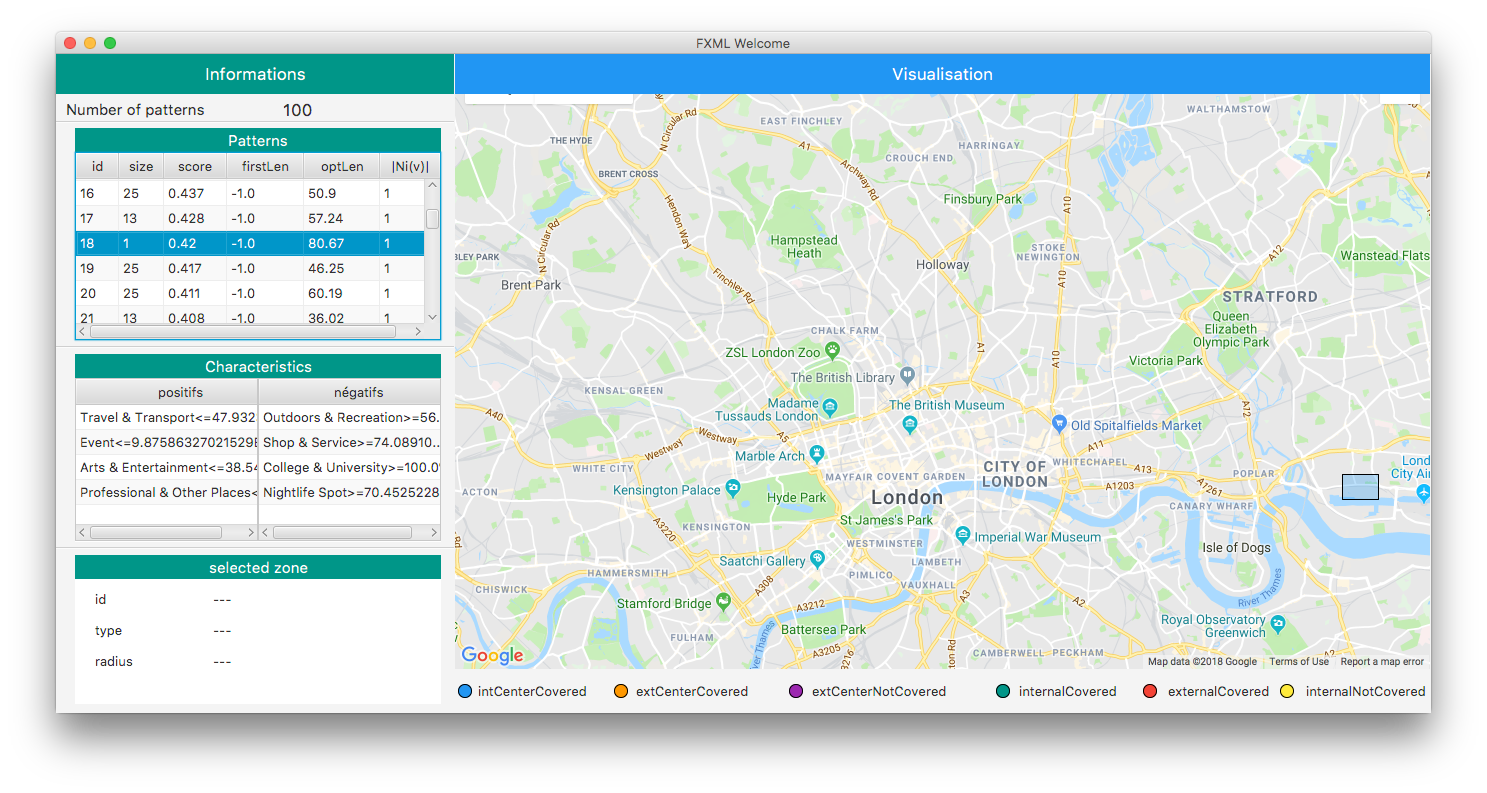 FXML Welcome
Informations
Visualisation
Number of patterns 100
Patterns
id size score firstLen optLen |Ni(v)|
16 25 0.437 -1.0 50.9 1
17 13 0.428 -1.0 57.24 1
18 1 0.42 -1.0 80.67 1
19 25 0.417 -1.0 46.25 1
20 25 0.411 -1.0 60.19 1
21 13 0.408 -1.0 36.02 1
Characteristics
positifs négatifs
Travel & Transport<=47.932 Outdoors & Recreation>=56.
Event<=9.87586327021529E Shop & Service>=74.08910...
Arts & Entertainment<=38.54 College & University>=100.0
Professional & Other Places< Nightlife Spot>=70.4525228
selected zone
id ---
type ---
radius ---
WALTHAMSTOW
N Circular Rd
EAST FINCHLEY
THE HYDE
A1
HARRINGAY
CROUCH END
Archway Rd
BRENT CROSS
Hendon Way
Finsbury Park
A10
N Circular Rd
Hampstead
Heath
STOKE
NEWINGTON
A12
BLEY PARK
Wanstead Flats
Holloway
Finchley Rd
Brent Park
A10
STRATFORD
Queen
Elizabeth
Olympic Park
CHALK FARM
ZSL London Zoo
A1
A10
Victoria Park
The British Library
KENSAL GREEN
Madame
Tussauds London
The British Museum
A12
A40
Old Spitalfields Market
Westway
Westway
A5
A11
Marble Arch
WHITE CITY
MAYFAIR COVENT GARDEN
CITY OF
LONDON
WHITECHAPEL
A13
POPLAR
Lond
City Air
ACTON
Kensington Palace
Hyde Park
London
A1203
A1261
CANARY WHARF
St James's Park
KENSINGTON
A3220
WESTMINSTER
Imperial War Museum
Isle of Dogs
Saatchi Gallery
LAMBETH
HAMMERSMITH
PIMLICO
CHISWICK
A308
VAUXHALL
River Thames
Stamford Bridge
A3212
A3
A2
Royal Observatory
Greenwich
Battersea Park
FULHAM
River Thames
A3205
A3216
CAMBERWELL PECKHAM
Google
Map data ©2018 Google Terms of Use Report a map error
intCenterCovered extCenterCovered extCenterNotCovered internalCovered externalCovered internalNotCovered